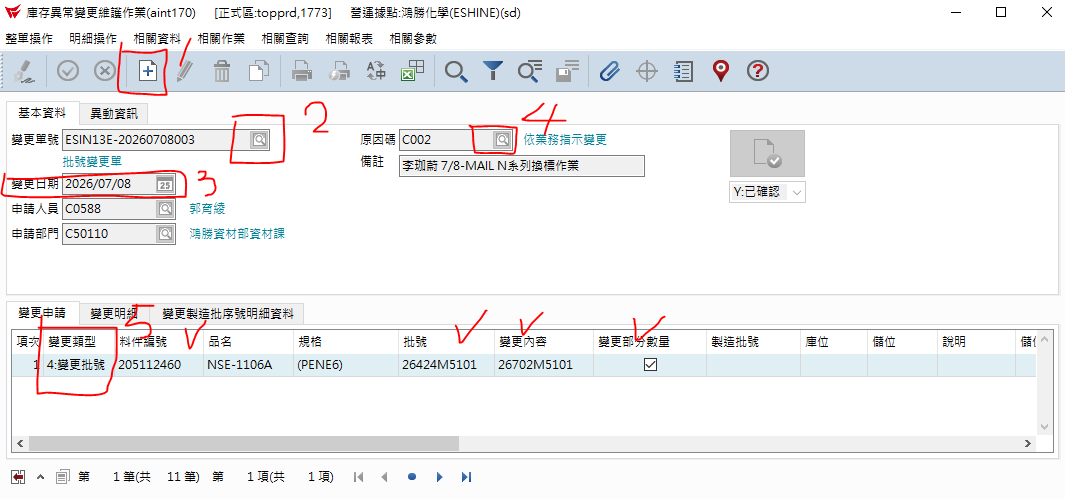 庫存異常變更維護作業(aint170) [正式區:topprd,1773] 營運據點:鴻勝化學(ESHINE)(sd)
整單操作 明細操作 相關資料 相關作業 相關查詢 相關報表 相關參數
1
基本資料 異動資訊
2
4
變更單號 ESIN13E-20260708003 原因碼 C002 依業務指示變更
批號變更單 備註 李珈蔚 7/8-MAIL N系列換標作業
變更日期 2026/07/08 25 3
Y:已確認
申請人員 C0588 郭育綾
申請部門 C50110 鴻勝資材部資材課
變更申請 變更明細 變更製造批序號明細資料
5
項次 變更類型 料件編號 品名 規格 批號 變更內容 變更部分數量 製造批號 庫位 儲位 說明
1 4:變更批號 205112460 NSE-1106A (PENE6) 26424M5101 26702M5101
第 1 筆(共 11 筆) 第 1 項(共 1 項)